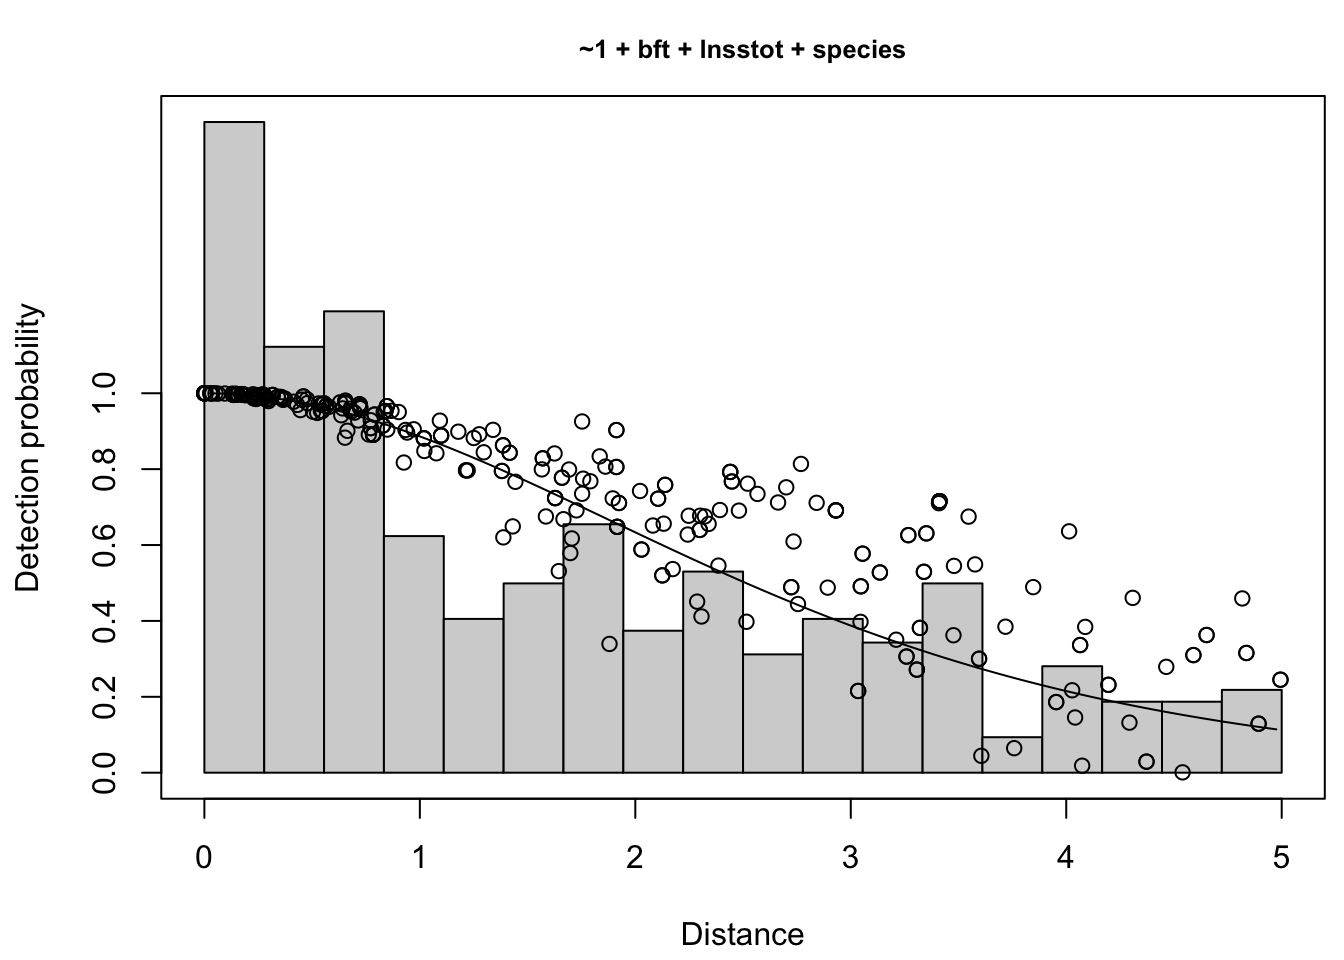 ~1 + bft + lnsstot + species
Detection probability
1.0
0.8
0.6
0.4
0.2
0.0
0 1 2 3 4 5
Distance